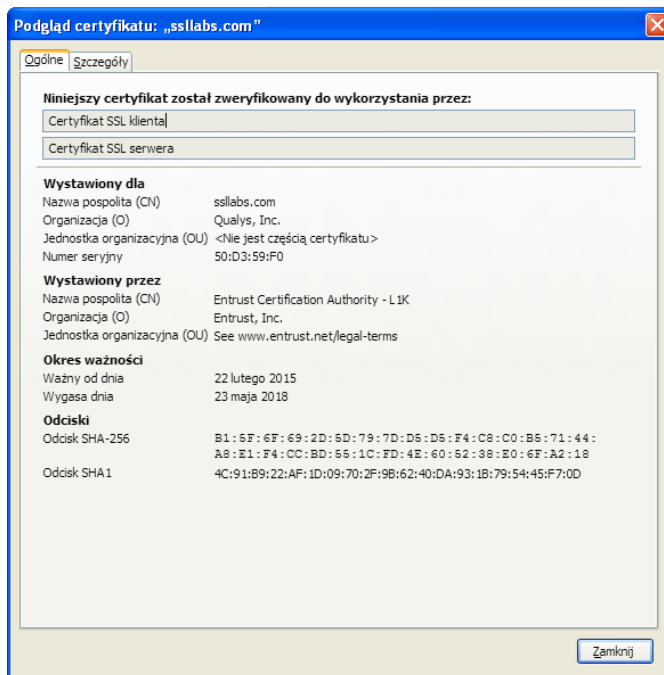 Podgląd certyfikatu: „ssllabs.com”
Ogólne Szczegóły
Niniejszy certyfikat został zweryfikowany do wykorzystania przez:
Certyfikat SSL klienta
Certyfikat SSL serwera
Wystawiony dla
Nazwa pospolita (CN) ssllabs.com
Organizacja (O) Qualys, Inc.
Jednostka organizacyjna (OU) <Nie jest częścią certyfikatu>
Numer seryjny 50:D3:59:F0
Wystawiony przez
Nazwa pospolita (CN) Entrust Certification Authority - L1K
Organizacja (O) Entrust, Inc.
Jednostka organizacyjna (OU) See www.entrust.net/legal-terms
Okres ważności
Ważny od dnia 22 lutego 2015
Wygasa dnia 23 maja 2018
Odciski
Odcisk SHA-256 B1:5F:6F:69:2D:5D:79:7D:D5:D5:F4:C8:C0:B5:71:44:
A8:E1:F4:CC:BD:55:1C:FD:4E:60:52:38:E0:6F:A2:18
Odcisk SHA1 4C:91:B9:22:AF:1D:09:70:2F:9B:62:40:DA:93:1B:79:54:45:F7:0D
Zamknij